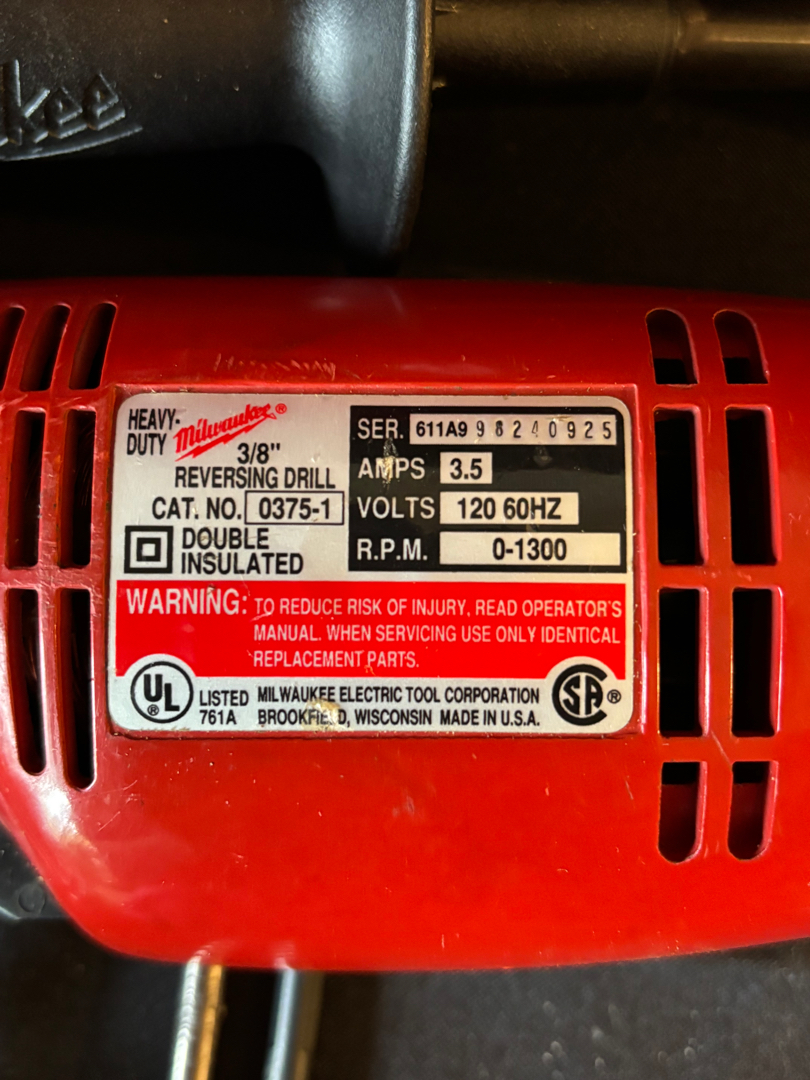 kee
HEAVY-
DUTY Milwaukee®
3/8"
REVERSING DRILL
CAT. NO. 0375-1
DOUBLE
INSULATED
SER. 611A9 98240925
AMPS 3.5
VOLTS 120 60HZ
R.P.M. 0-1300
WARNING: TO REDUCE RISK OF INJURY, READ OPERATOR'S
MANUAL. WHEN SERVICING USE ONLY IDENTICAL
REPLACEMENT PARTS.
UL®
LISTED
761A
MILWAUKEE ELECTRIC TOOL CORPORATION
BROOKFIELD, WISCONSIN MADE IN U.S.A.
SA®